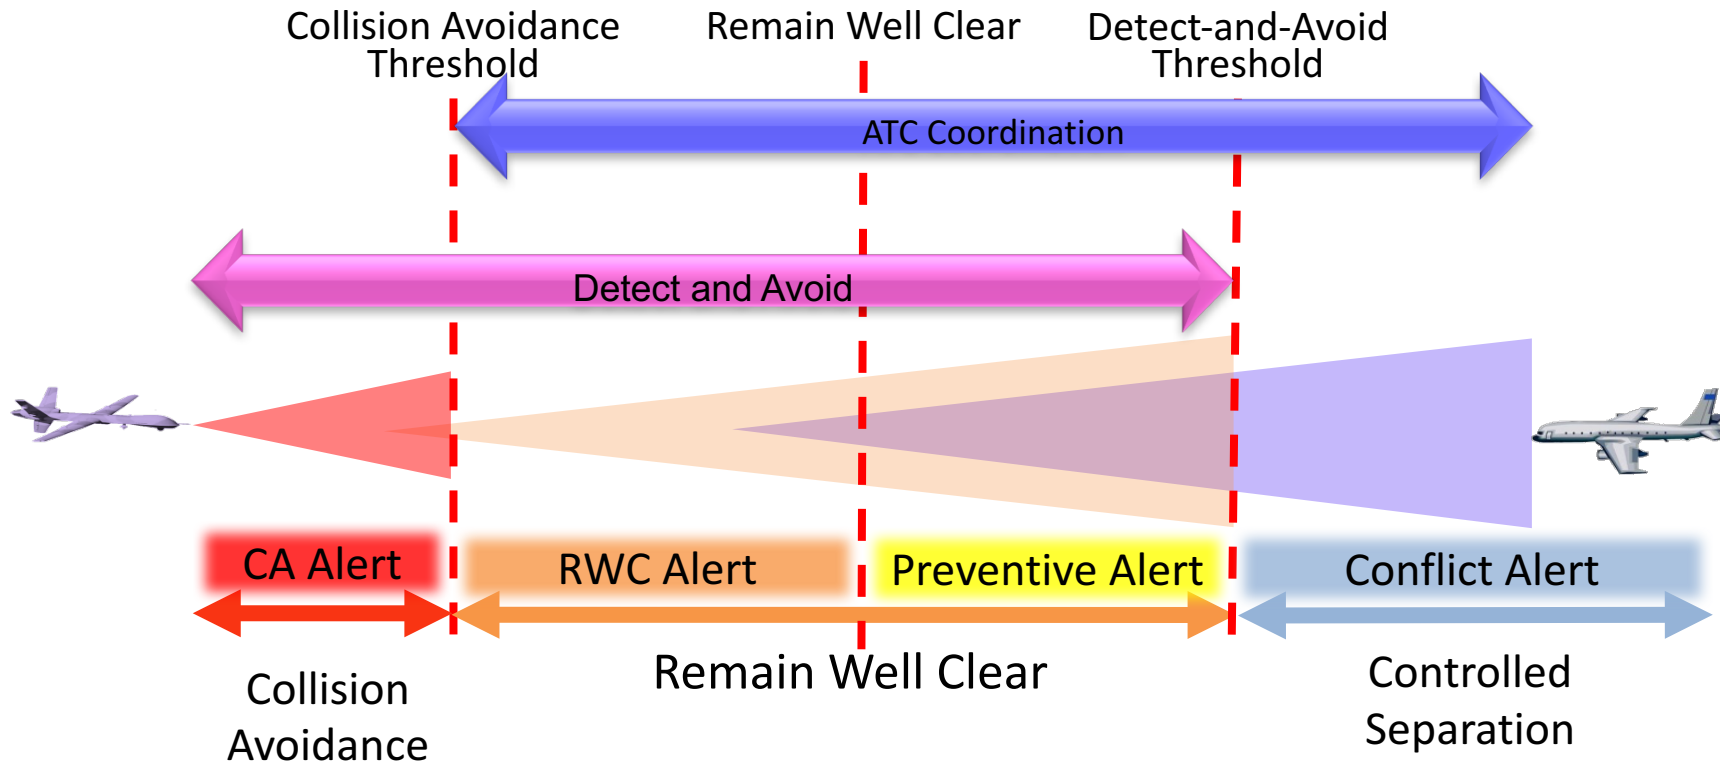 Collision Avoidance
Threshold
Remain Well Clear
Detect-and-Avoid
Threshold
ATC Coordination
Detect and Avoid
CA Alert
RWC Alert
Preventive Alert
Conflict Alert
Collision
Avoidance
Remain Well Clear
Controlled
Separation